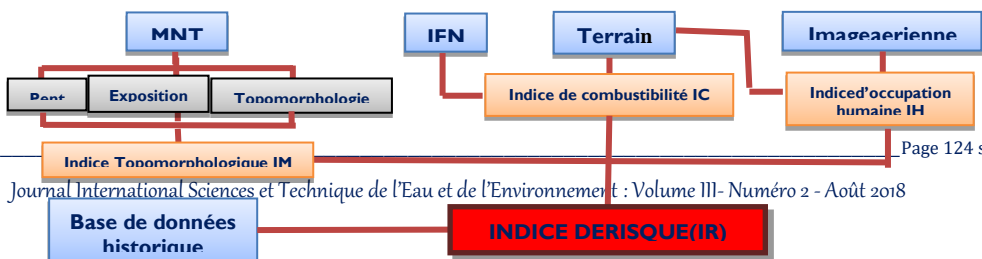 MNT
IFN
Terrain
Imageaerienne
Pent
Exposition
Topomorphologie
Indice de combustibilité IC
Indiced'occupation
humaine IH
Indice Topomorphologique IM
Page 124 s
Journal International Sciences et Technique de l'Eau et de l'Environnement : Volume III- Numéro 2 - Août 2018
Base de données
historique
INDICE DERISQUE(IR)